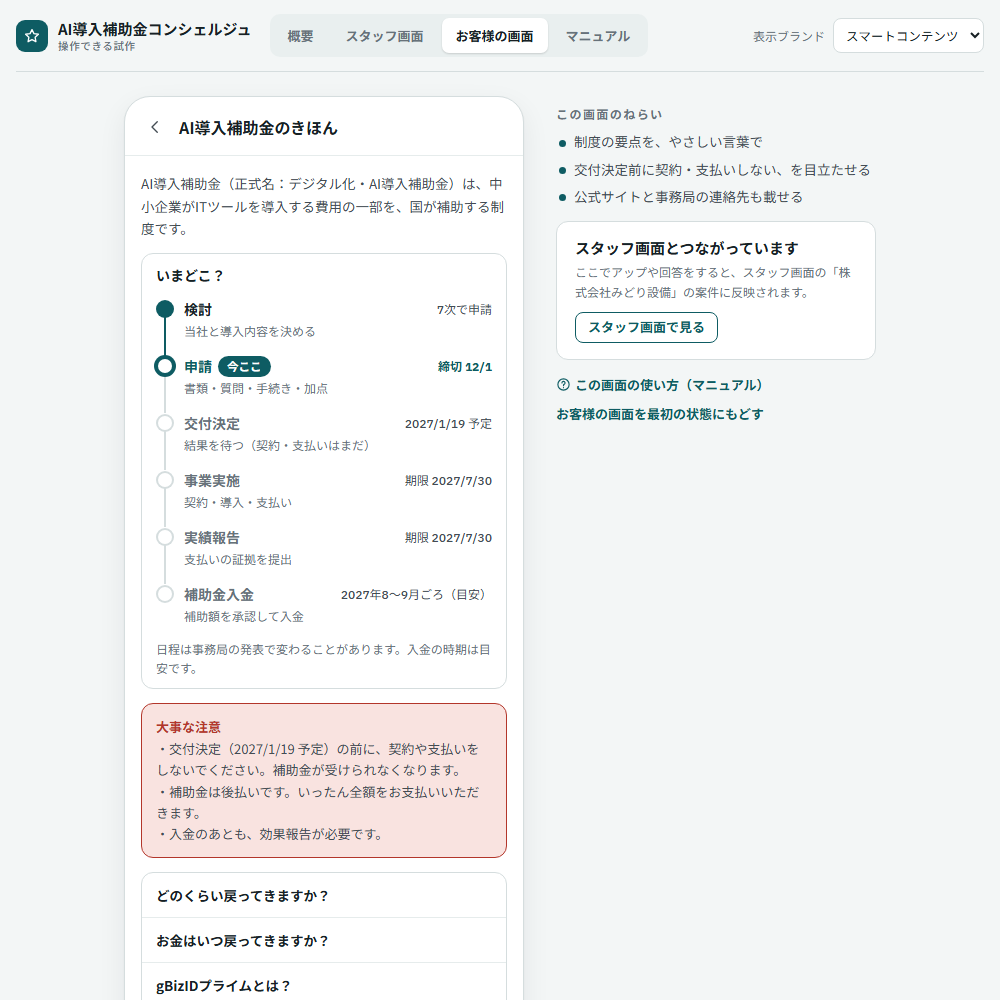 AI導入補助金コンシェルジュ
操作できる試作
概要
スタッフ画面
お客様の画面
マニュアル
表示ブランド
スマートコンテンツ
AI導入補助金のきほん
AI導入補助金（正式名：デジタル化・AI導入補助金）は、中
小企業がITツールを導入する費用の一部を、国が補助する制
度です。
いまどこ？
検討
7次で申請
当社と導入内容を決める
申請
今ここ
締切 12/1
書類・質問・手続き・加点
交付決定
2027/1/19 予定
結果を待つ（契約・支払いはまだ）
事業実施
期限 2027/7/30
契約・導入・支払い
実績報告
期限 2027/7/30
支払いの証拠を提出
補助金入金
2027年8〜9月ごろ（目安）
補助額を承認して入金
日程は事務局の発表で変わることがあります。入金の時期は目
安です。
大事な注意
・交付決定（2027/1/19 予定）の前に、契約や支払いを
しないでください。補助金が受けられなくなります。
・補助金は後払いです。いったん全額をお支払いいただ
きます。
・入金のあとも、効果報告が必要です。
どのくらい戻ってきますか？
お金はいつ戻ってきますか？
gBizIDプライムとは？
この画面のねらい
制度の要点を、やさしい言葉で
交付決定前に契約・支払いしない、を目立たせる
公式サイトと事務局の連絡先も載せる
スタッフ画面とつながっています
ここでアップや回答をすると、スタッフ画面の「株
式会社みどり設備」の案件に反映されます。
スタッフ画面で見る
この画面の使い方（マニュアル）
お客様の画面を最初の状態にもどす